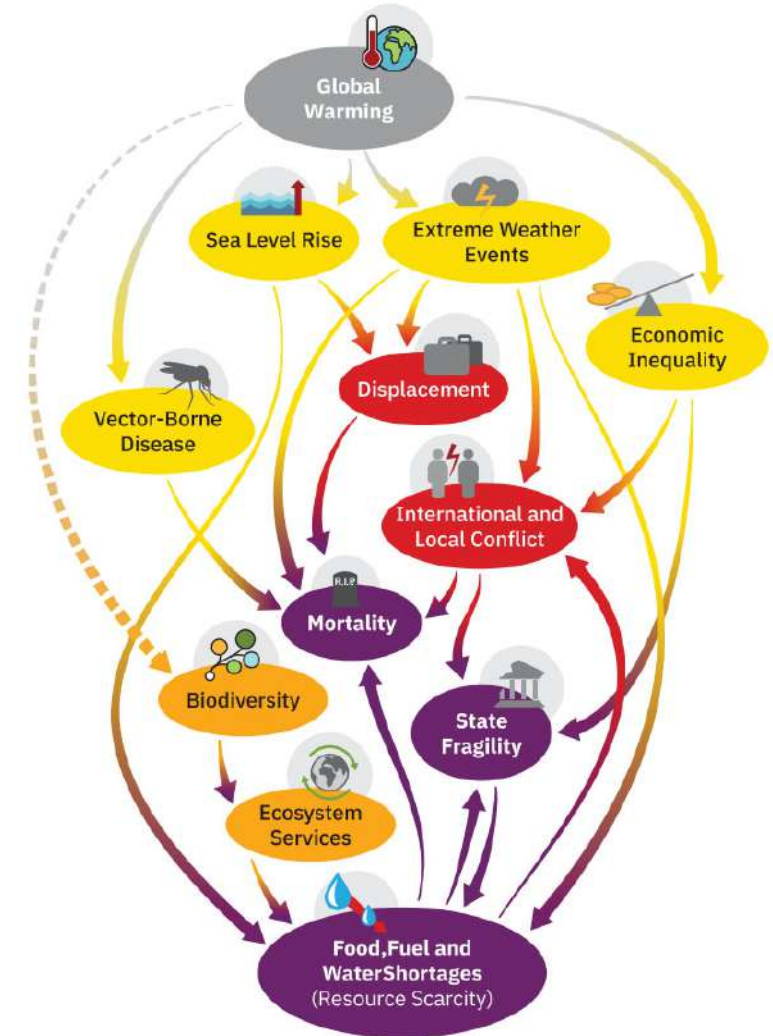 Global
Warming
Sea Level Rise
Extreme Weather
Events
Economic
Inequality
Displacement
Vector-Borne
Disease
International and
Local Conflict
R.I.P
Mortality
Biodiversity
State
Fragility
Ecosystem
Services
Food,Fuel and
WaterShortages
(Resource Scarcity)